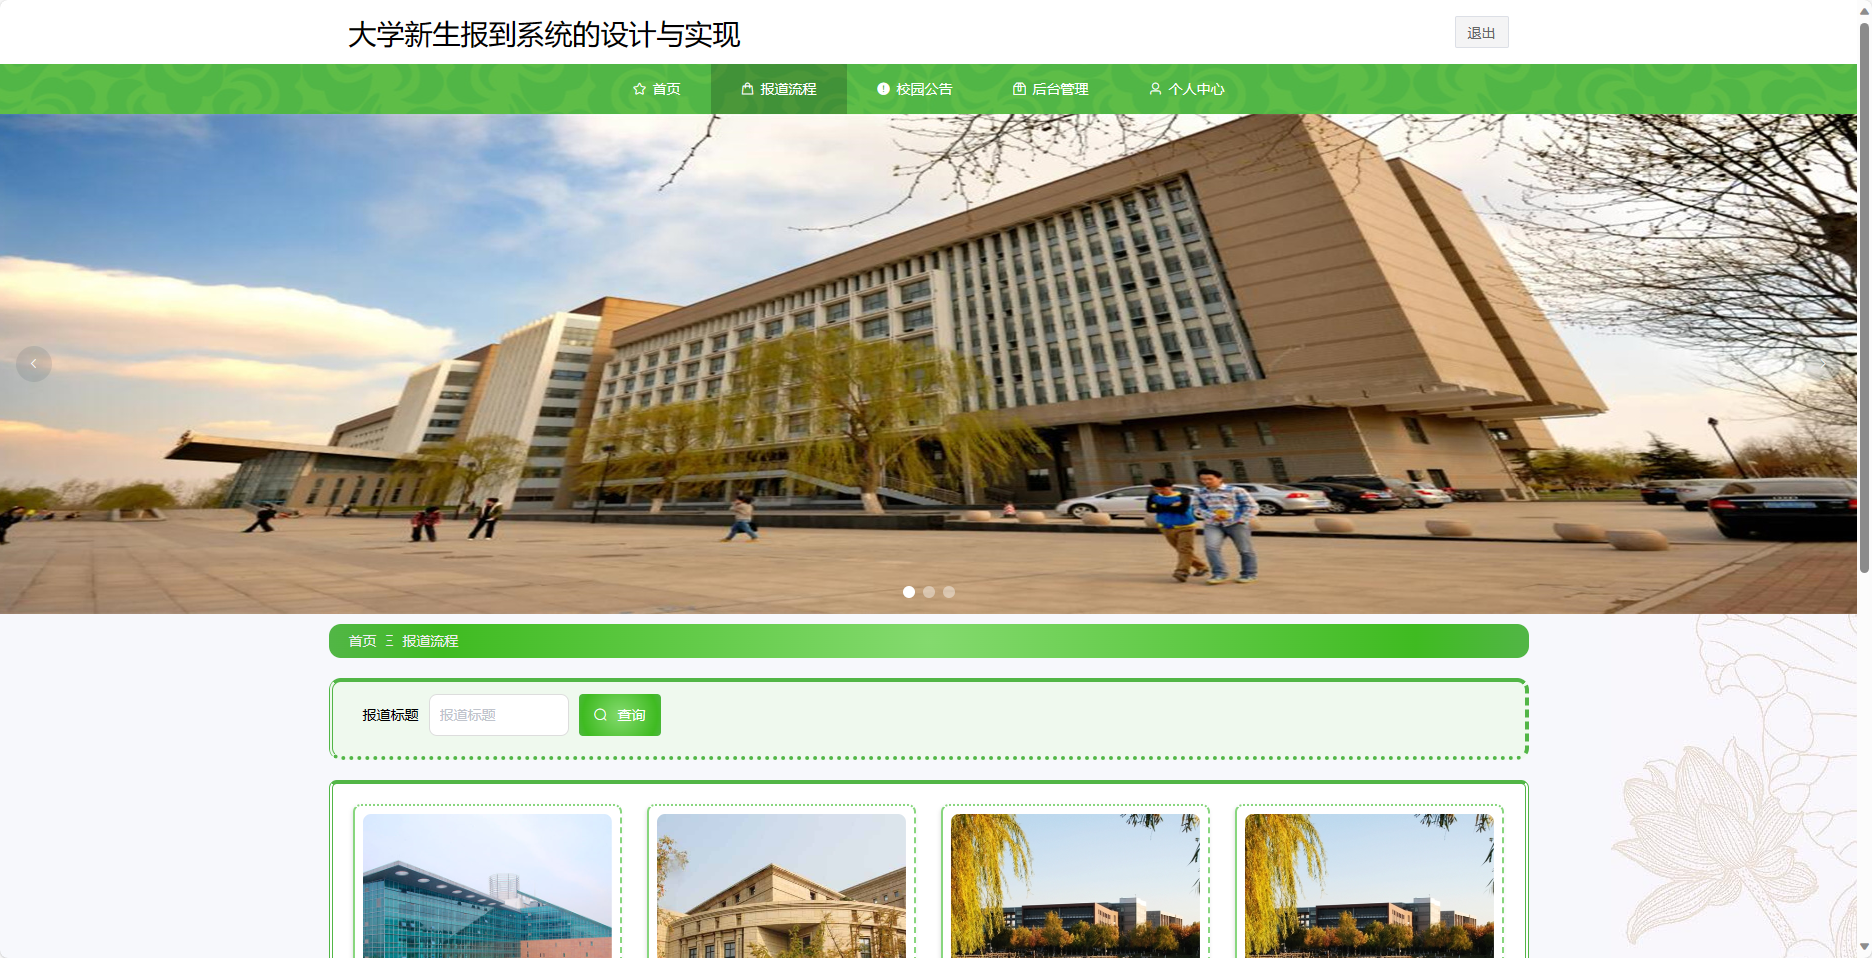 大学新生报到系统的设计与实现
退出
首页
报道流程
校园公告
后台管理
个人中心
首页 Ξ 报道流程
报道标题
报道标题
查询